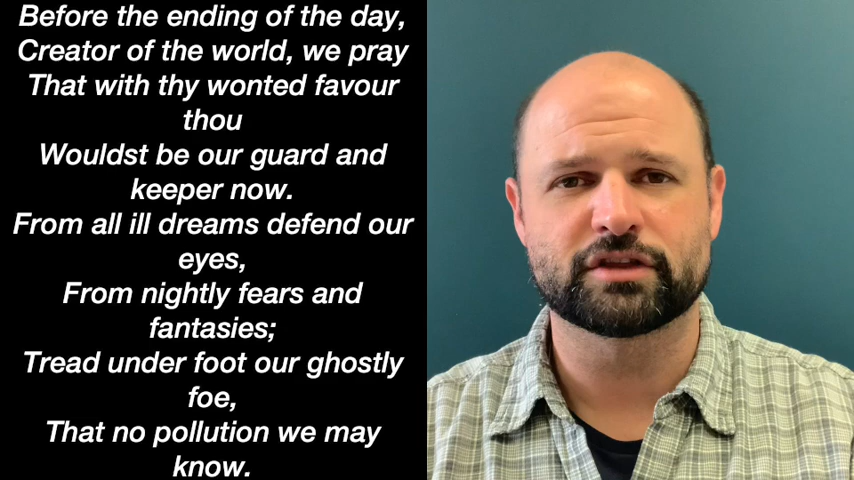 Before the ending of the day,
Creator of the world, we pray
That with thy wonted favour
thou
Wouldst be our guard and
keeper now.
From all ill dreams defend our
eyes,
From nightly fears and
fantasies;
Tread under foot our ghostly
foe,
That no pollution we may
know.